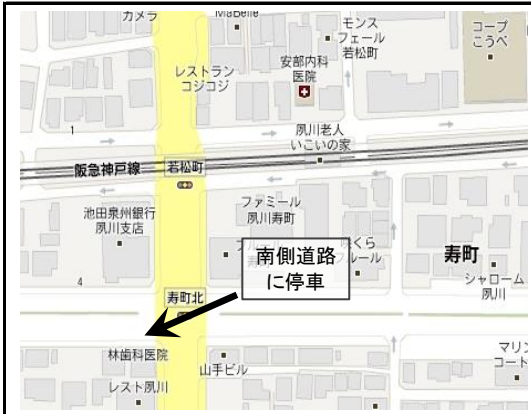 カメラ
MaBelle
モンス
フェール
若松町
コープ
こうべ
レストラン
コジコジ
安部内科
医院
1
夙川老人
いこいの家
阪急神戸線
若松町
池田泉州銀行
夙川支店
ファミール
夙川寿町
南側道路
に停車
寿町
シャローム
夙川
4
寿町北
林歯科医院
山手ビル
レスト夙川
マリン
コート